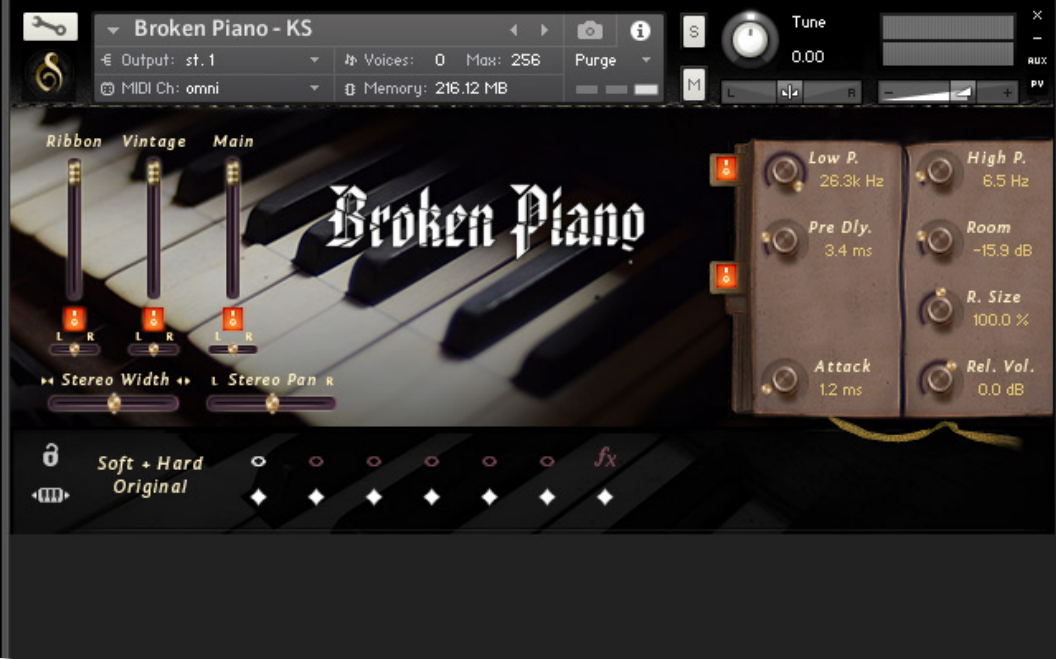 Broken Piano - KS
Output: st. 1
Voices: 0 Max: 256
Purge
MIDI Ch: omni
Memory: 216.12 MB
S
M
Tune
0.00
L R
- +
×
-
AUX
PV
Ribbon Vintage Main
Broken Piano
L R L R L R
Stereo Width
L Stereo Pan R
Low P.
26.3k Hz
High P.
6.5 Hz
Pre Dly.
3.4 ms
Room
-15.9 dB
R. Size
100.0 %
Attack
1.2 ms
Rel. Vol.
0.0 dB
Soft + Hard
Original
fx